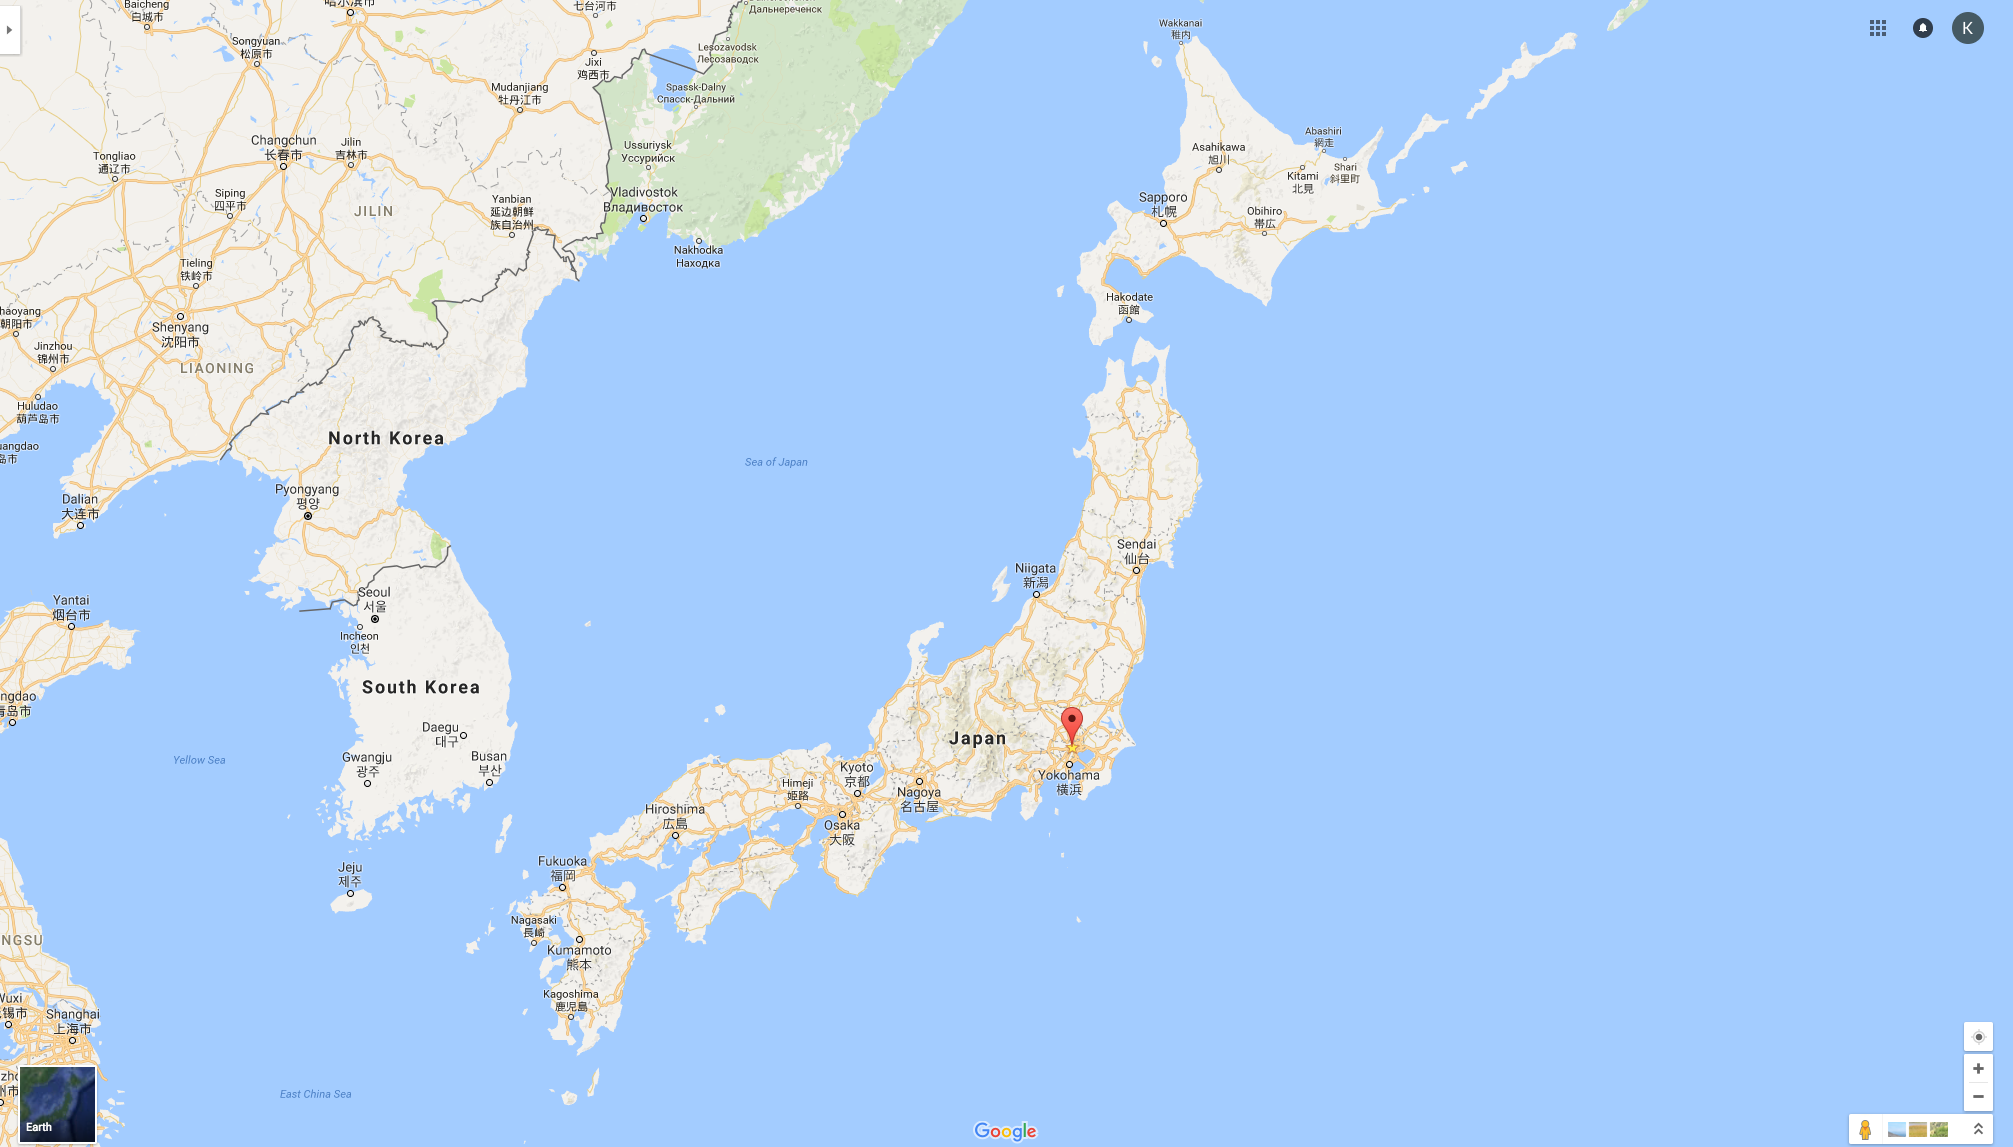 Baicheng
白城市
哈尔滨市
七台河市
Дальнереченск
Wakkanai
稚内
K
Songyuan
松原市
Lesozavodsk
Лесозаводск
Jixi
鸡西市
Mudanjiang
牡丹江市
Spassk-Dalny
Спасск-Дальний
Abashiri
網走
Changchun
长春市
Jilin
吉林市
Ussuriysk
Уссурийск
Asahikawa
旭川
Tongliao
通辽市
Kitami
北見
Shari
斜里町
Siping
四平市
Vladivostok
Владивосток
Sapporo
札幌
JILIN
Yanbian
延边朝鲜
族自治州
Obihiro
帯広
Nakhodka
Находка
Tieling
铁岭市
Hakodate
函館
haoyang
朝阳市
Shenyang
沈阳市
Jinzhou
锦州市
LIAONING
Huludao
葫芦岛市
North Korea
uangdao
岛市
Sea of Japan
Pyongyang
평양
Dalian
大连市
Sendai
仙台
Niigata
新潟
Seoul
서울
Yantai
烟台市
Incheon
인천
South Korea
ngdao
青岛市
Daegu
대구
Japan
Yellow Sea
Gwangju
광주
Busan
부산
Kyoto
京都
Himeji
姫路
Yokohama
横浜
Nagoya
名古屋
Hiroshima
広島
Osaka
大阪
Fukuoka
福岡
Jeju
제주
Nagasaki
長崎
NGSU
Kumamoto
熊本
Kagoshima
鹿児島
Wuxi
无锡市
Shanghai
上海市
zho
州市
East China Sea
Earth
Google